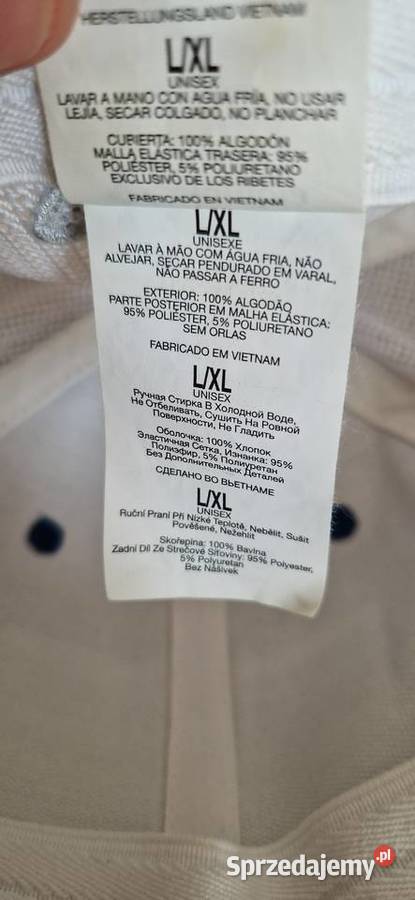 HERSTELLUNGSLAND VIETNAM
L/XL
UNISEX
LAVAR A MANO CON AGUA FRÍA, NO USAR
LEJÍA, SECAR COLGADO, NO PLANCHAR
CUBIERTA: 100% ALGODÓN
MALLA ELÁSTICA TRASERA: 95%
POLIÉSTER, 5% POLIURETANO
EXCLUSIVO DE LOS RIBETES
FABRICADO EN VIETNAM
L/XL
UNISEXE
LAVAR À MÃO COM ÁGUA FRIA, NÃO
ALVEJAR, SECAR PENDURADO EM VARAL,
NÃO PASSAR A FERRO
EXTERIOR: 100% ALGODÃO
PARTE POSTERIOR EM MALHA ELÁSTICA:
95% POLIÉSTER, 5% POLIURETANO
SEM ORLAS
FABRICADO EM VIETNAM
L/XL
UNISEX
Ручная Стирка В Холодной Воде,
Не Отбеливать, Сушить На Ровной
Поверхности, Не Гладить
Оболочка: 100% Хлопок
Эластичная Сетка, Изнанка: 95%
Полиэфир, 5% Полиуретан
Без Дополнительных Деталей
СДЕЛАНО ВО ВЬЕТНАМЕ
L/XL
UNISEX
Ruční Praní Při Nízké Teplotě, Nebělit, Sušit
Pověšené, Nežehlit
Skořepina: 100% Bavlna
Zadní Díl Ze Strečové Síťoviny: 95% Polyester,
5% Polyuretan
Bez Nášivek
Sprzedajemy.pl